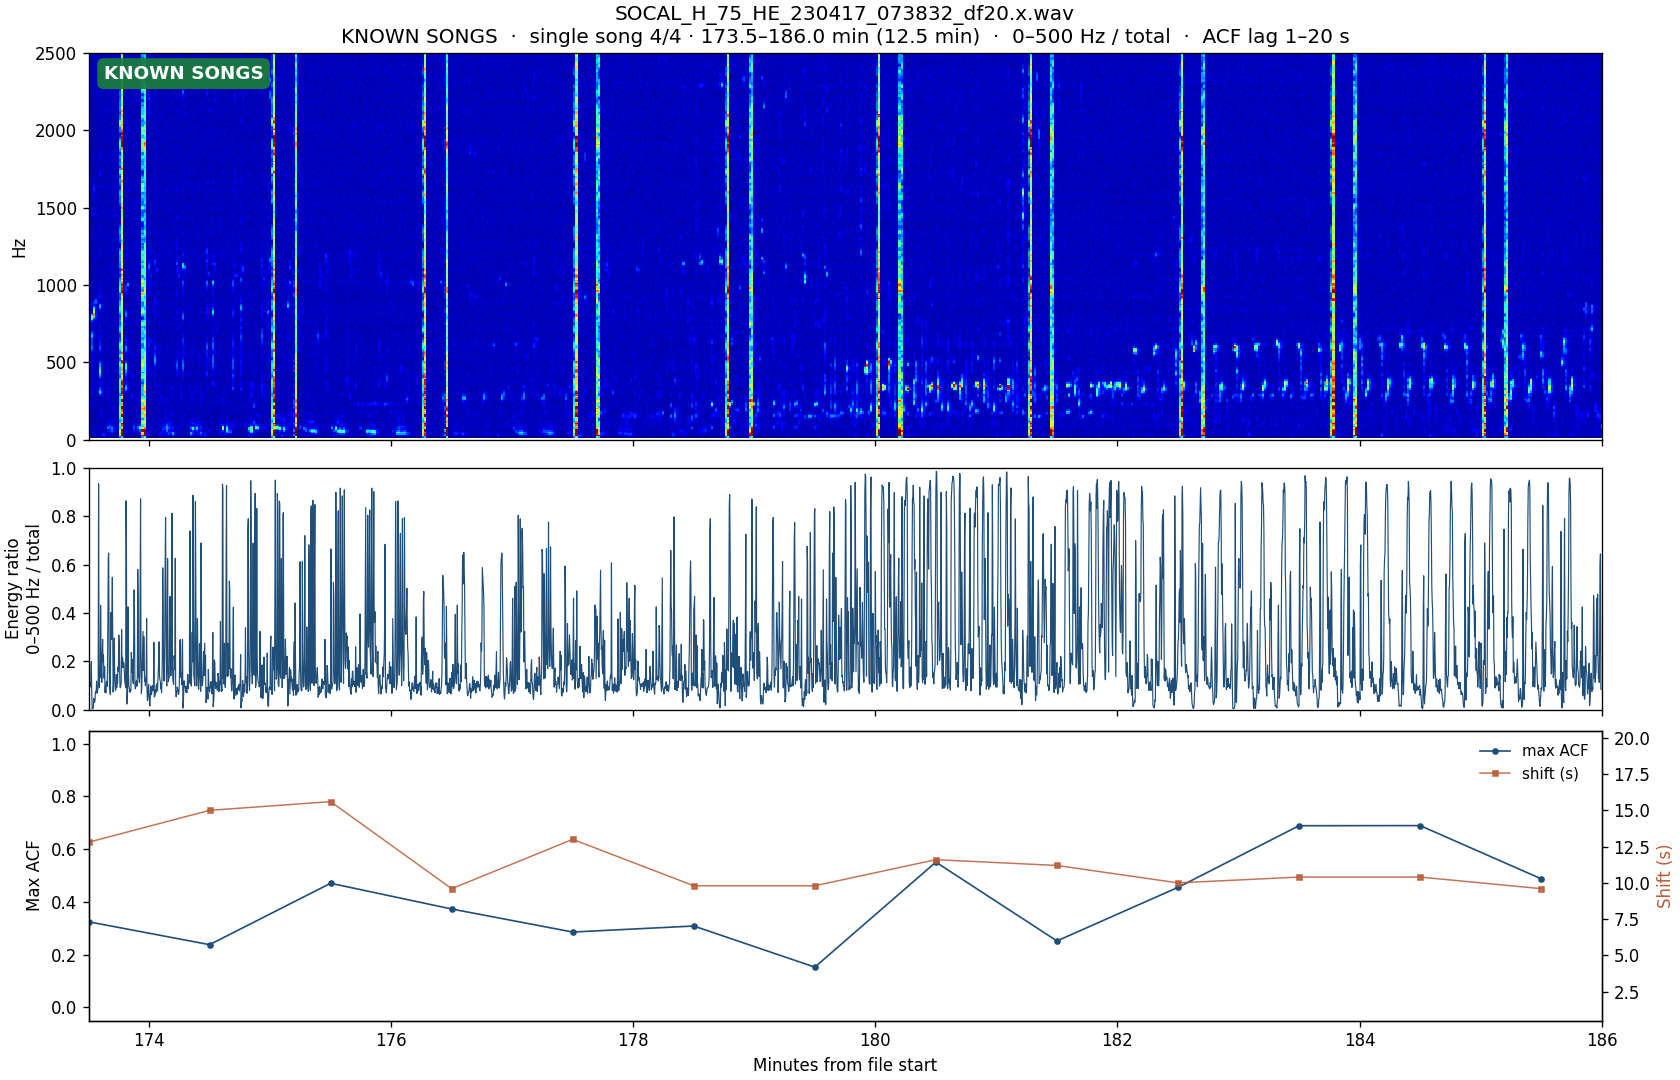 SOCAL_H_75_HE_230417_073832_df20.x.wav
KNOWN SONGS · single song 4/4 · 173.5–186.0 min (12.5 min) · 0–500 Hz / total · ACF lag 1–20 s
KNOWN SONGS
Hz
2500
2000
1500
1000
500
0
Energy ratio
0–500 Hz / total
1.0
0.8
0.6
0.4
0.2
0.0
Max ACF
1.0
0.8
0.6
0.4
0.2
0.0
max ACF
shift (s)
20.0
17.5
15.0
12.5
10.0
7.5
5.0
2.5
Shift (s)
174 176 178 180 182 184 186
Minutes from file start